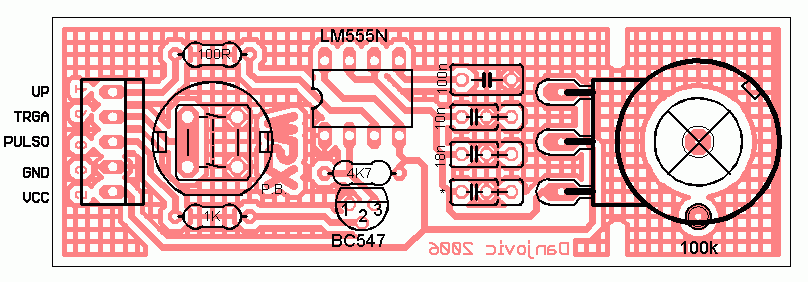 LM555N
100R
UP
TRGA
PULSO
GND
VCC
100n
10n
18n
*
4K7
P.B
1K
1 2 3
BC547
Danjovic 2006
100k